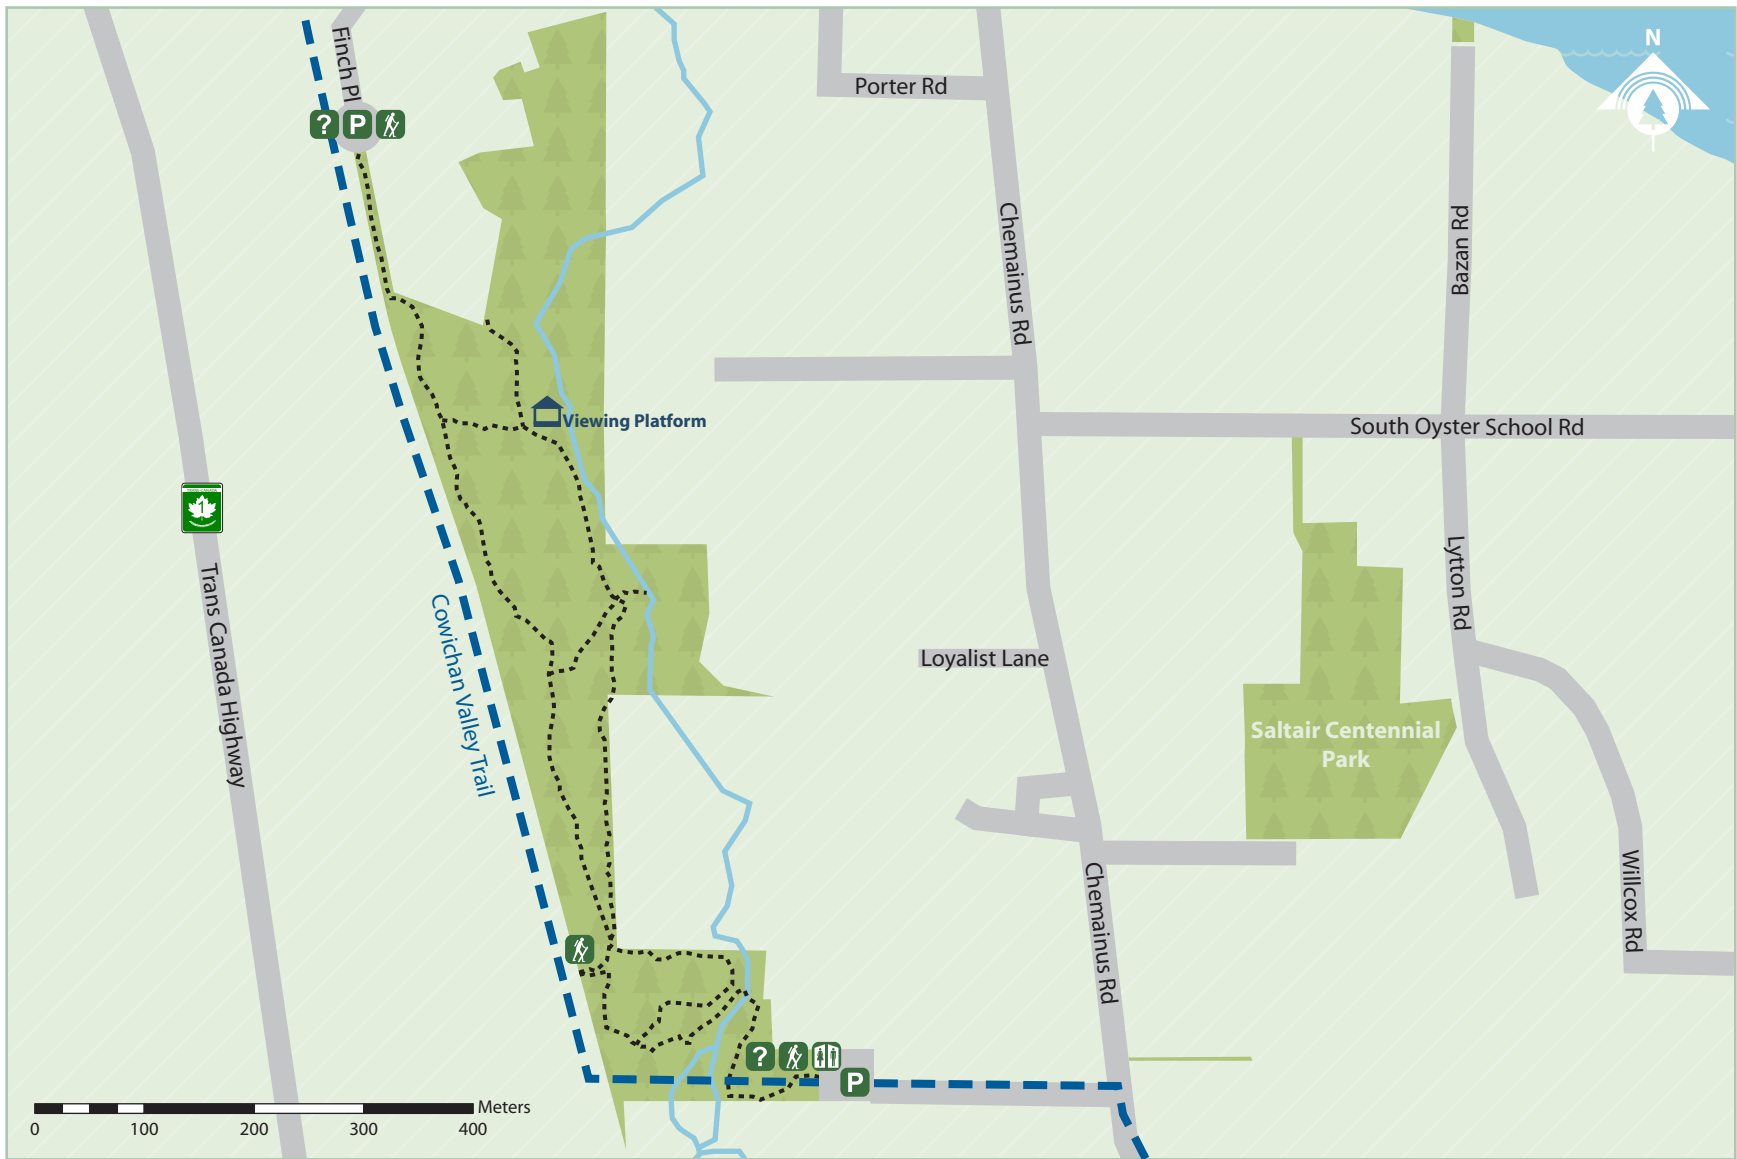 Finch Pl
N
Porter Rd
? P
Chemainus Rd
Bazan Rd
Viewing Platform
South Oyster School Rd
1
Trans Canada Highway
Cowichan Valley Trail
Lytton Rd
Loyalist Lane
Saltair Centennial
Park
Chemainus Rd
Willcox Rd
?
P
Meters
0 100 200 300 400